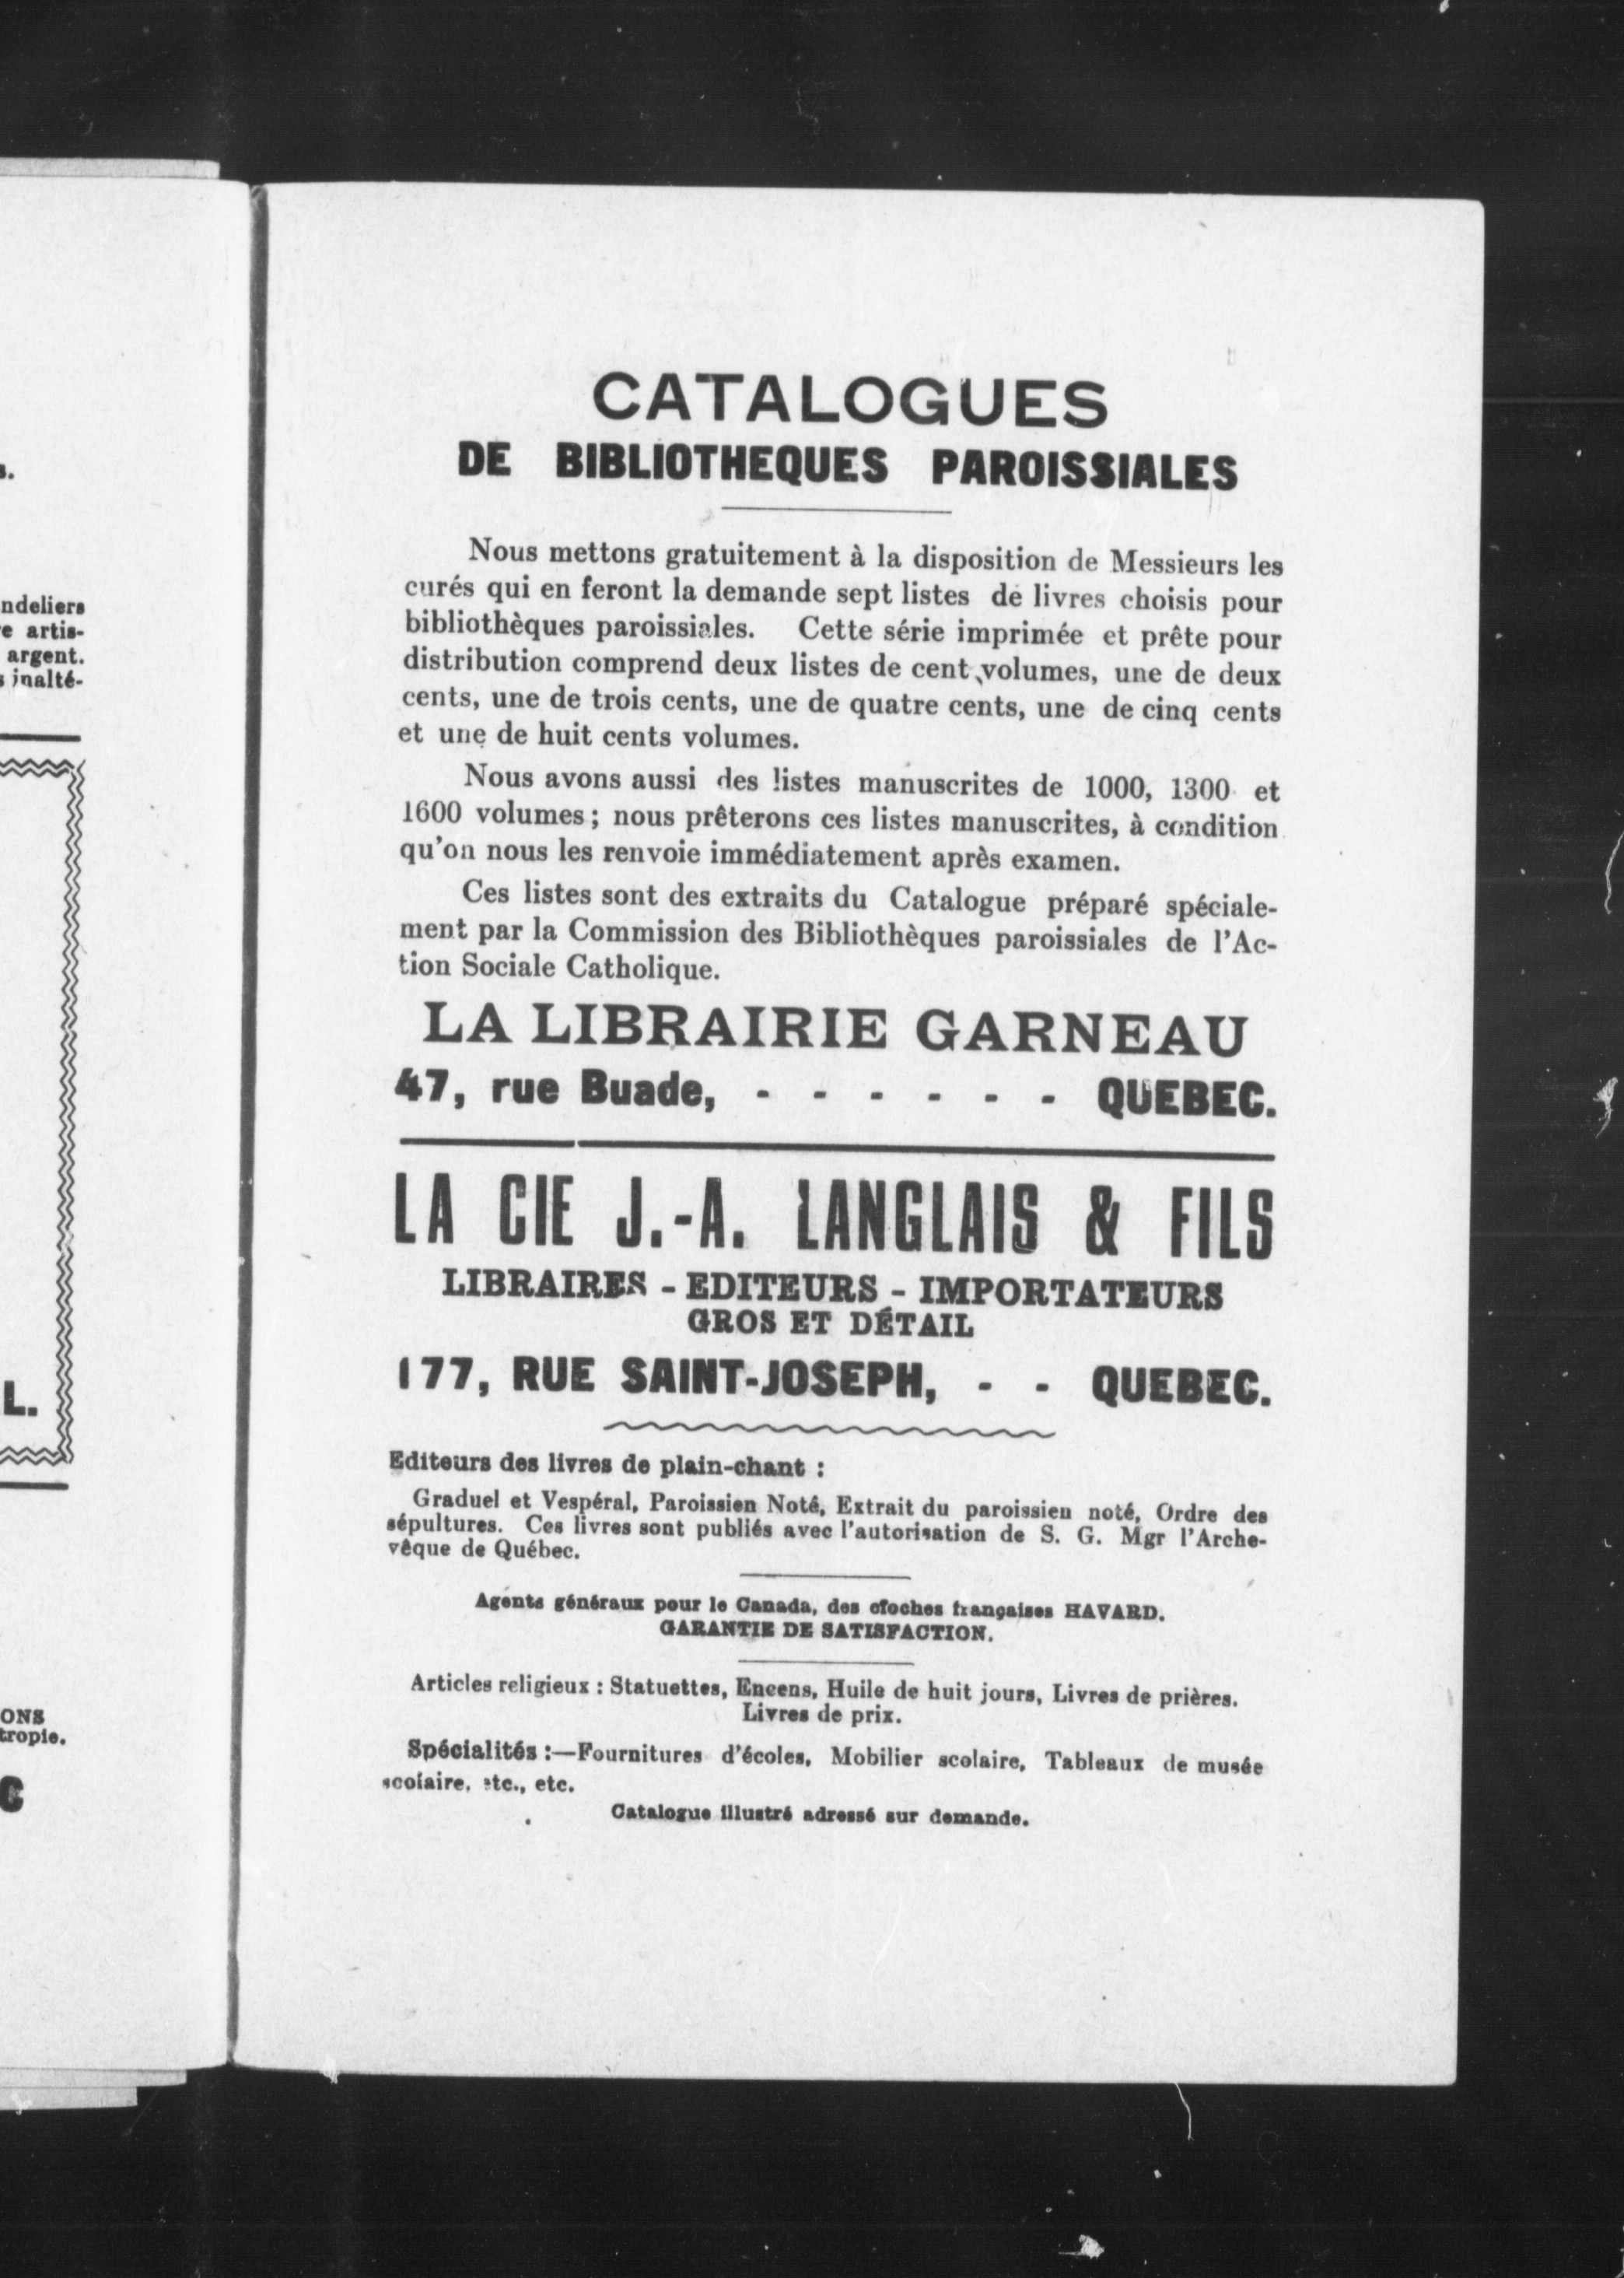 s.
ndeliers
e artis-
argent.
s inalté-
L.
ONS
tropie.
C
CATALOGUES
DE BIBLIOTHEQUES PAROISSIALES
Nous mettons gratuitement à la disposition de Messieurs les
curés qui en feront la demande sept listes de livres choisis pour
bibliothèques paroissiales. Cette série imprimée et prête pour
distribution comprend deux listes de cent volumes, une de deux
cents, une de trois cents, une de quatre cents, une de cinq cents
et une de huit cents volumes.
Nous avons aussi des listes manuscrites de 1000, 1300 et
1600 volumes; nous prêterons ces listes manuscrites, à condition
qu'on nous les renvoie immédiatement après examen.
Ces listes sont des extraits du Catalogue préparé spéciale-
ment par la Commission des Bibliothèques paroissiales de l'Ac-
tion Sociale Catholique.
LA LIBRAIRIE GARNEAU
47, rue Buade, - - - - - - QUEBEC.
LA CIE J.-A. LANGLAIS & FILS
LIBRAIRES - EDITEURS - IMPORTATEURS
GROS ET DÉTAIL
177, RUE SAINT-JOSEPH, - - QUEBEC.
Editeurs des livres de plain-chant :
Graduel et Vespéral, Paroissien Noté, Extrait du paroissien noté, Ordre des
sépultures. Ces livres sont publiés avec l'autorisation de S. G. Mgr l'Arche-
vêque de Québec.
Agents généraux pour le Canada, des cloches françaises HAVARD.
GARANTIE DE SATISFACTION.
Articles religieux : Statuettes, Encens, Huile de huit jours, Livres de prières.
Livres de prix.
Spécialités :—Fournitures d'écoles, Mobilier scolaire, Tableaux de musée
scolaire, etc., etc.
Catalogue illustré adressé sur demande.